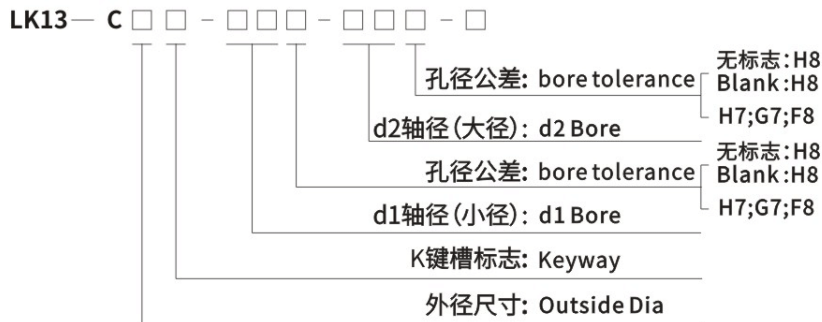 LK13— C□ □ - □□□ - □□□ - □
孔径公差: bore tolerance
无标志:H8
Blank:H8
H7;G7;F8
d2轴径(大径): d2 Bore
孔径公差: bore tolerance
无标志:H8
Blank:H8
H7;G7;F8
d1轴径(小径): d1 Bore
K键槽标志: Keyway
外径尺寸: Outside Dia